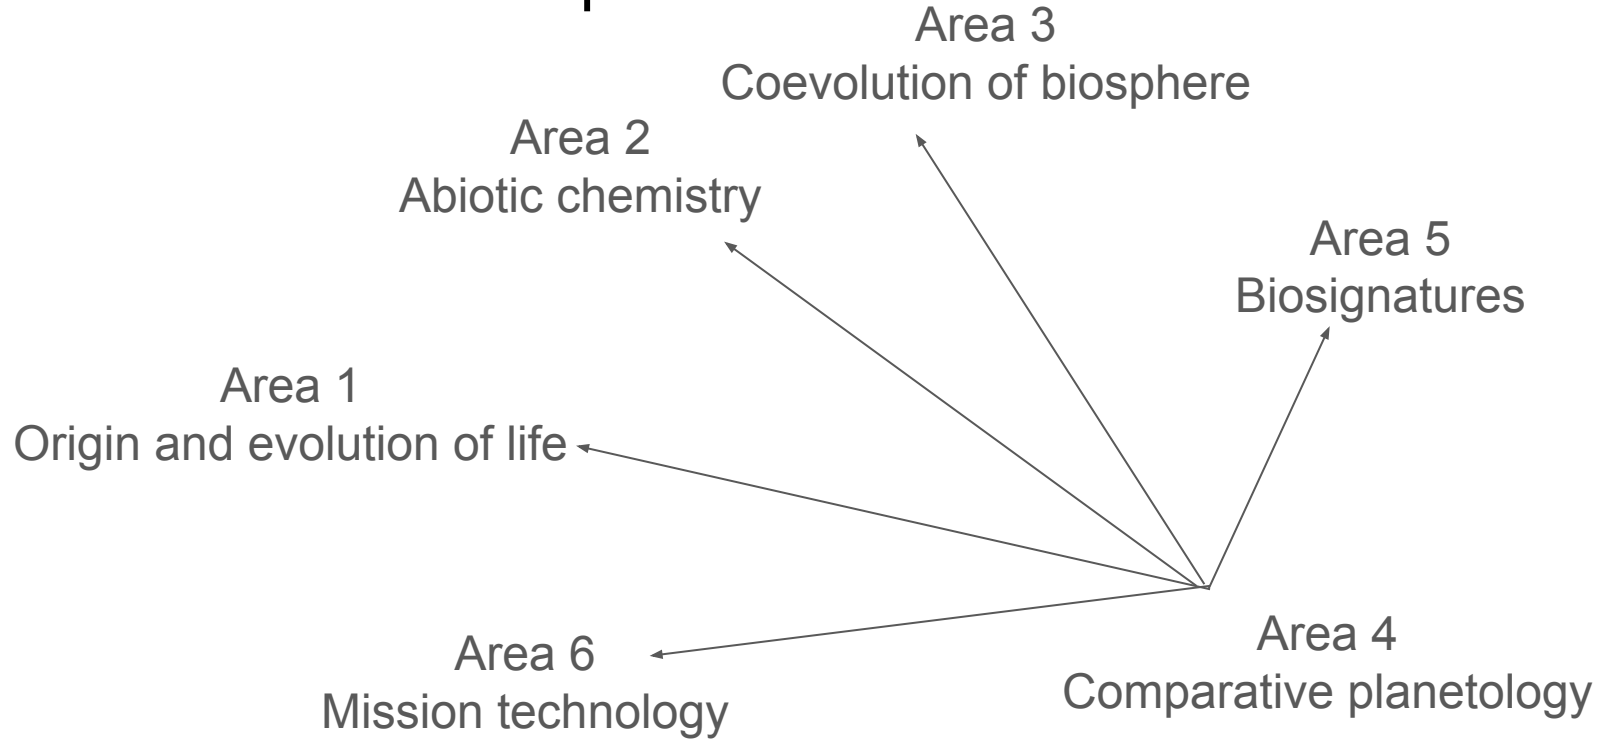 Area 3
Coevolution of biosphere
Area 2
Abiotic chemistry
Area 5
Biosignatures
Area 1
Origin and evolution of life
Area 6
Mission technology
Area 4
Comparative planetology